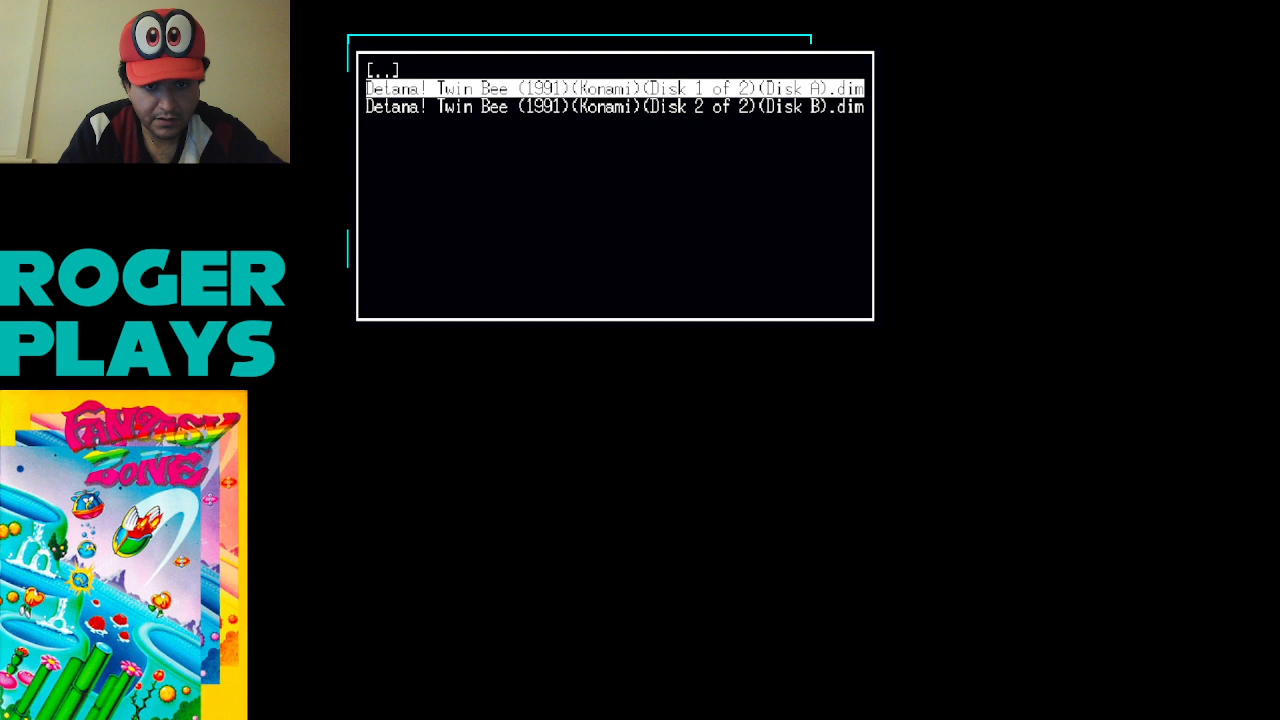 [..]
Detana! Twin Bee (1991)(Konami)(Disk 1 of 2)(Disk A).dim
Detana! Twin Bee (1991)(Konami)(Disk 2 of 2)(Disk B).dim
ROGER
PLAYS
FANTASY
ZONE